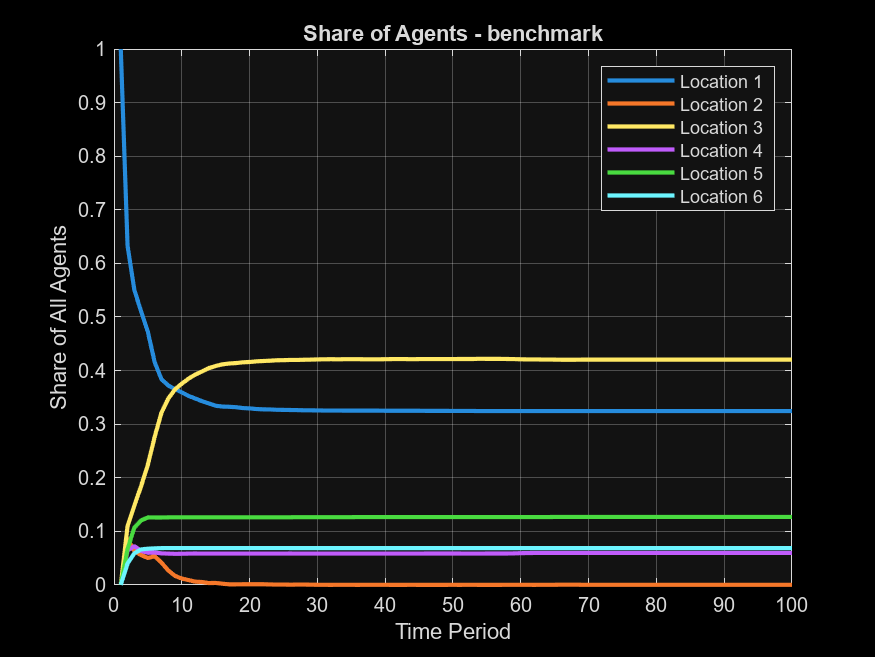 Share of Agents - benchmark
1
0.9
0.8
0.7
0.6
0.5
0.4
0.3
0.2
0.1
0
Share of All Agents
Location 1
Location 2
Location 3
Location 4
Location 5
Location 6
0 10 20 30 40 50 60 70 80 90 100
Time Period